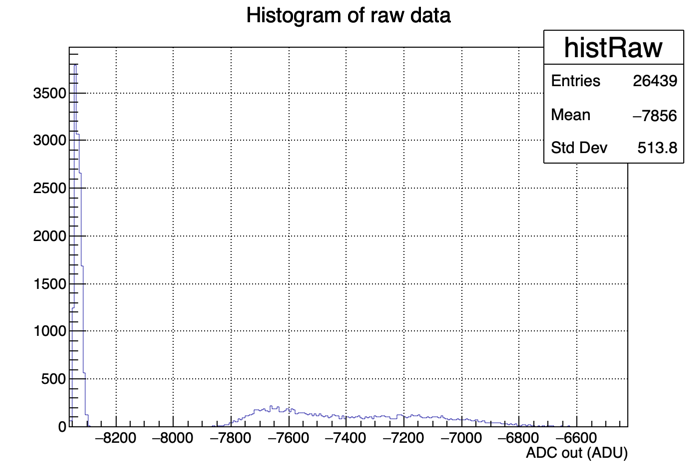 Histogram of raw data
histRaw
Entries 26439
Mean −7856
Std Dev 513.8
3500
3000
2500
2000
1500
1000
500
0
−8200 −8000 −7800 −7600 −7400 −7200 −7000 −6800 −6600
ADC out (ADU)